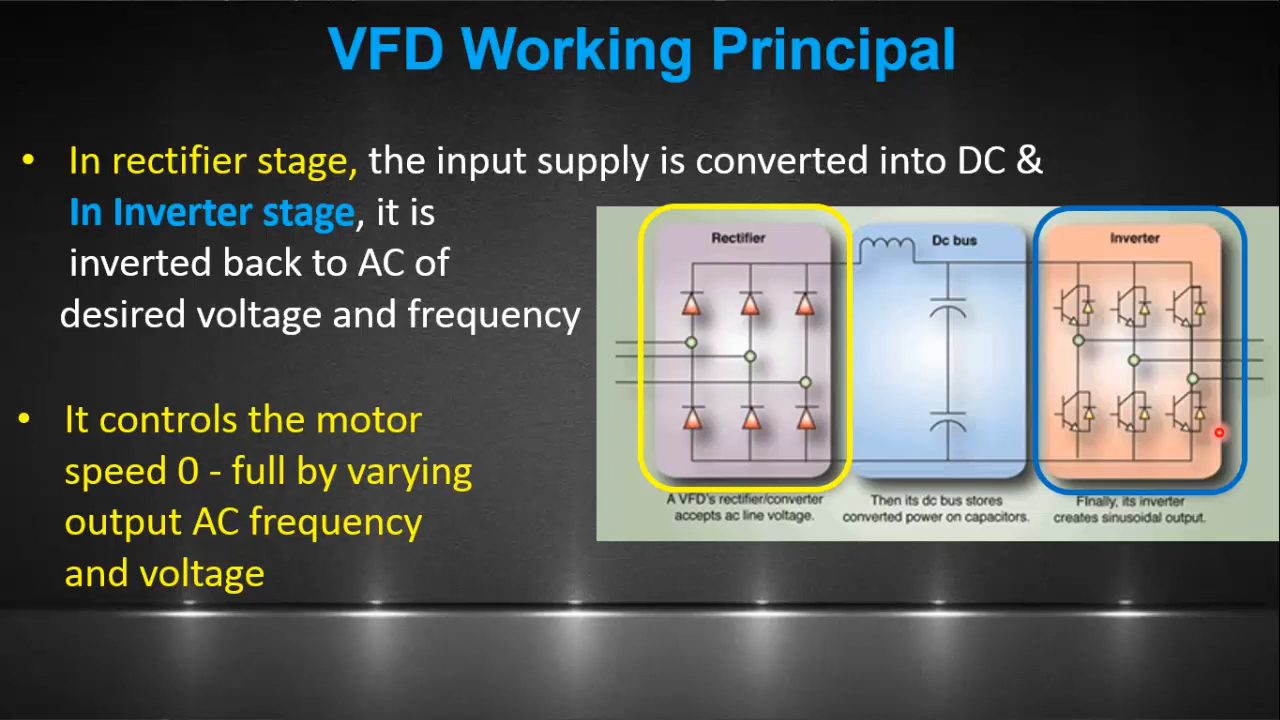 VFD Working Principal
• In rectifier stage, the input supply is converted into DC &
In Inverter stage, it is
inverted back to AC of
desired voltage and frequency
• It controls the motor
speed 0 - full by varying
output AC frequency
and voltage
Rectifier
Dc bus
Inverter
A VFD's rectifier/converter
accepts ac line voltage.
Then its dc bus stores
converted power on capacitors.
FInally, its inverter
creates sinusoidal output.